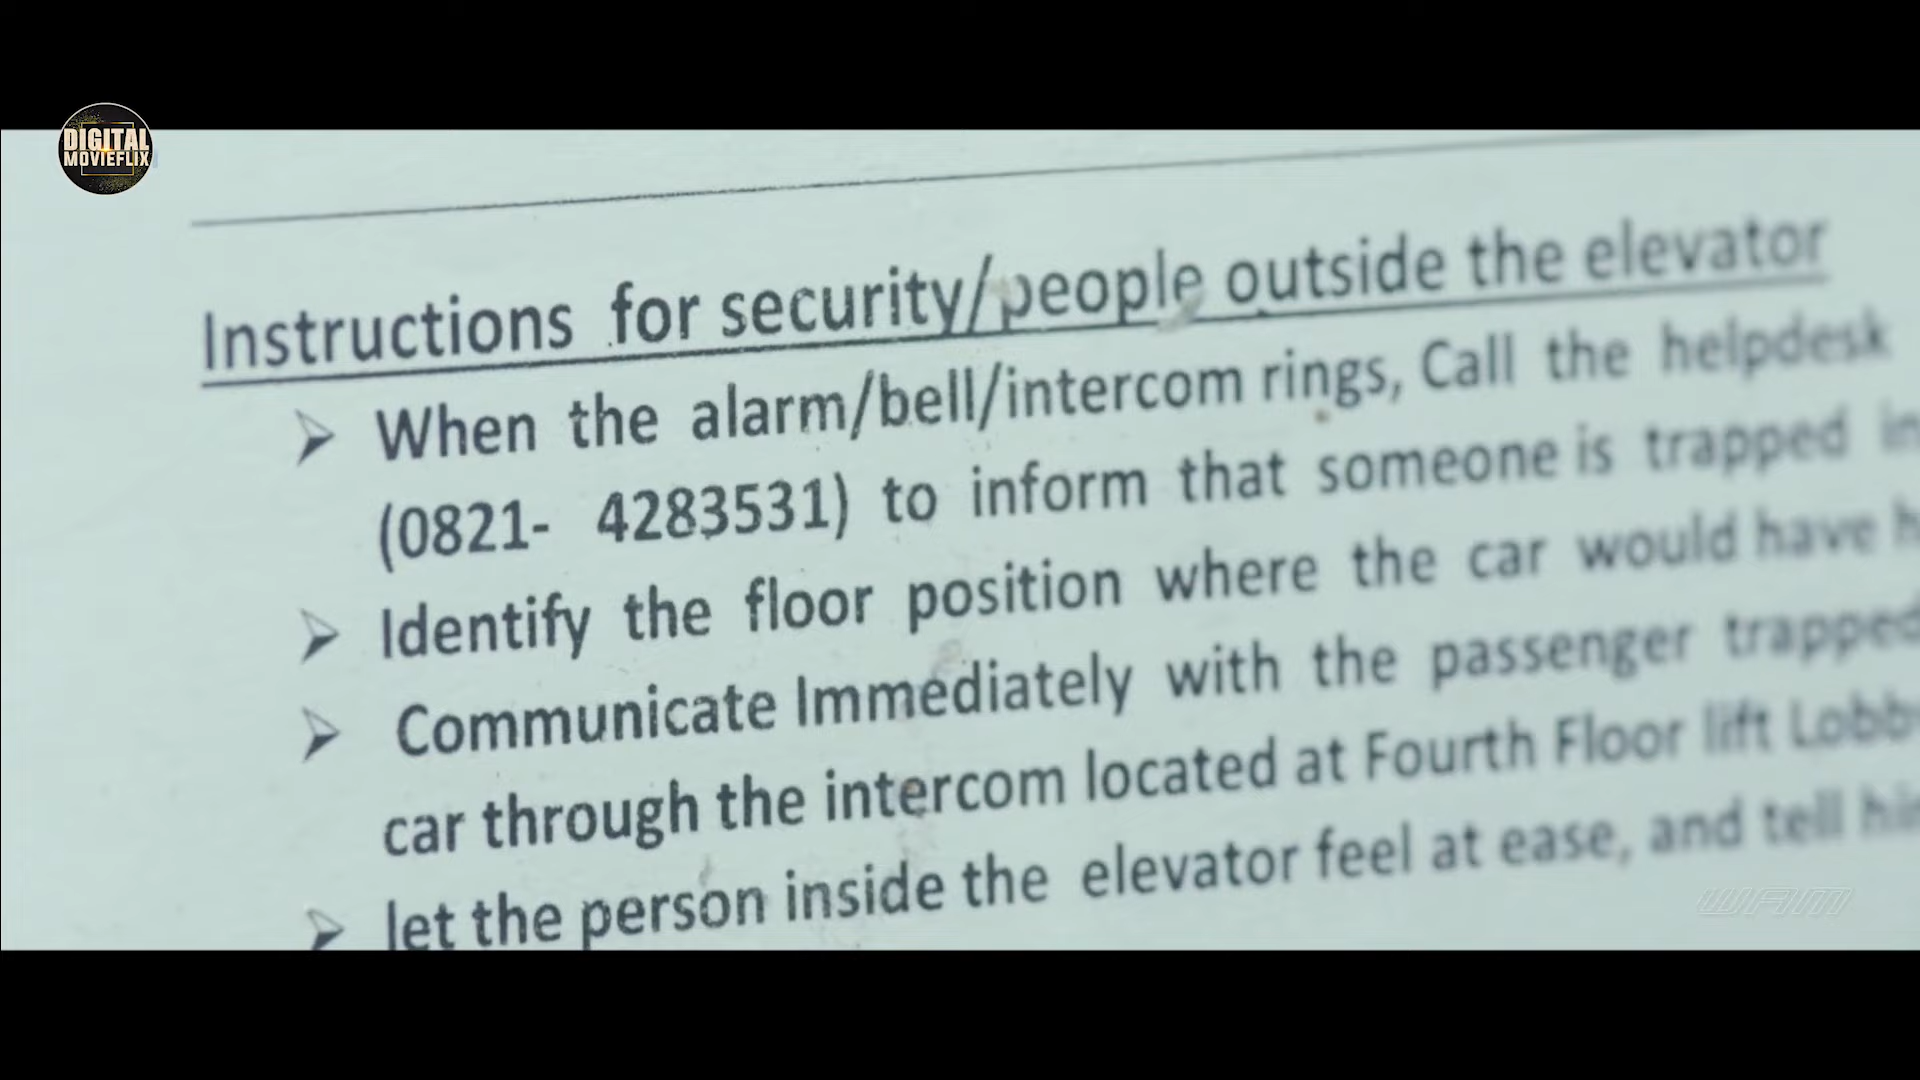 DIGITAL
MOVIEFLIX
Instructions for security/people outside the elevator
➢ When the alarm/bell/intercom rings, Call the helpdesk
(0821- 4283531) to inform that someone is trapped
➢ Identify the floor position where the car would have
➢ Communicate Immediately with the passenger trapped
car through the intercom located at Fourth Floor lift
➢ let the person inside the elevator feel at ease, and tell
WAM